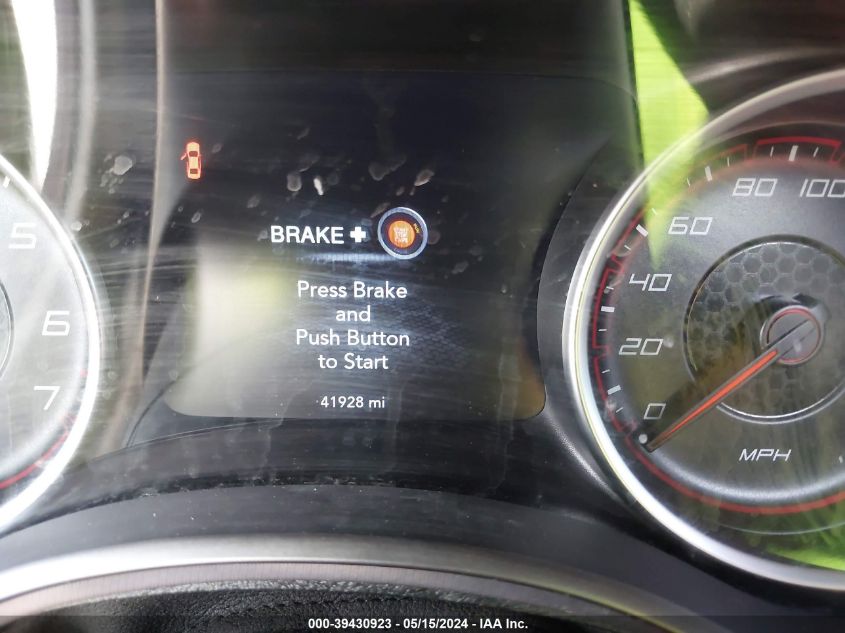 BRAKE +
Press Brake
and
Push Button
to Start
41928 mi
5
6
7
100
80
60
40
20
0
MPH
000-39430923 - 05/15/2024 - IAA Inc.